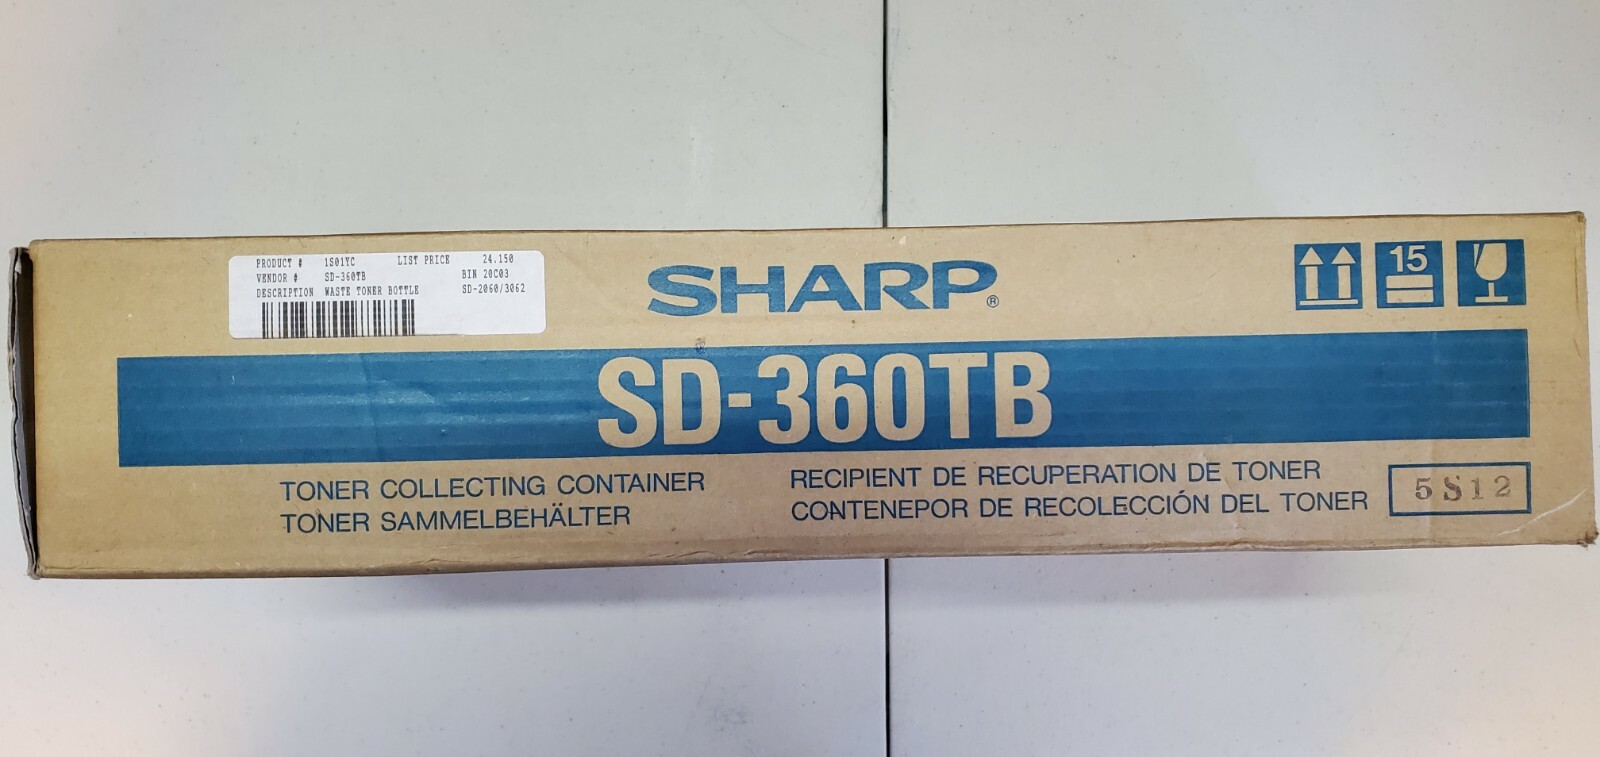 PRODUCT # 1S01YC LIST PRICE 24.150
VENDOR # SD-360TB BIN 20C03
DESCRIPTION WASTE TONER BOTTLE SD-2060/3062
SHARP®
15
SD-360TB
TONER COLLECTING CONTAINER
TONER SAMMELBEHÄLTER
RECIPIENT DE RECUPERATION DE TONER
CONTENEPOR DE RECOLECCIÓN DEL TONER
5S12